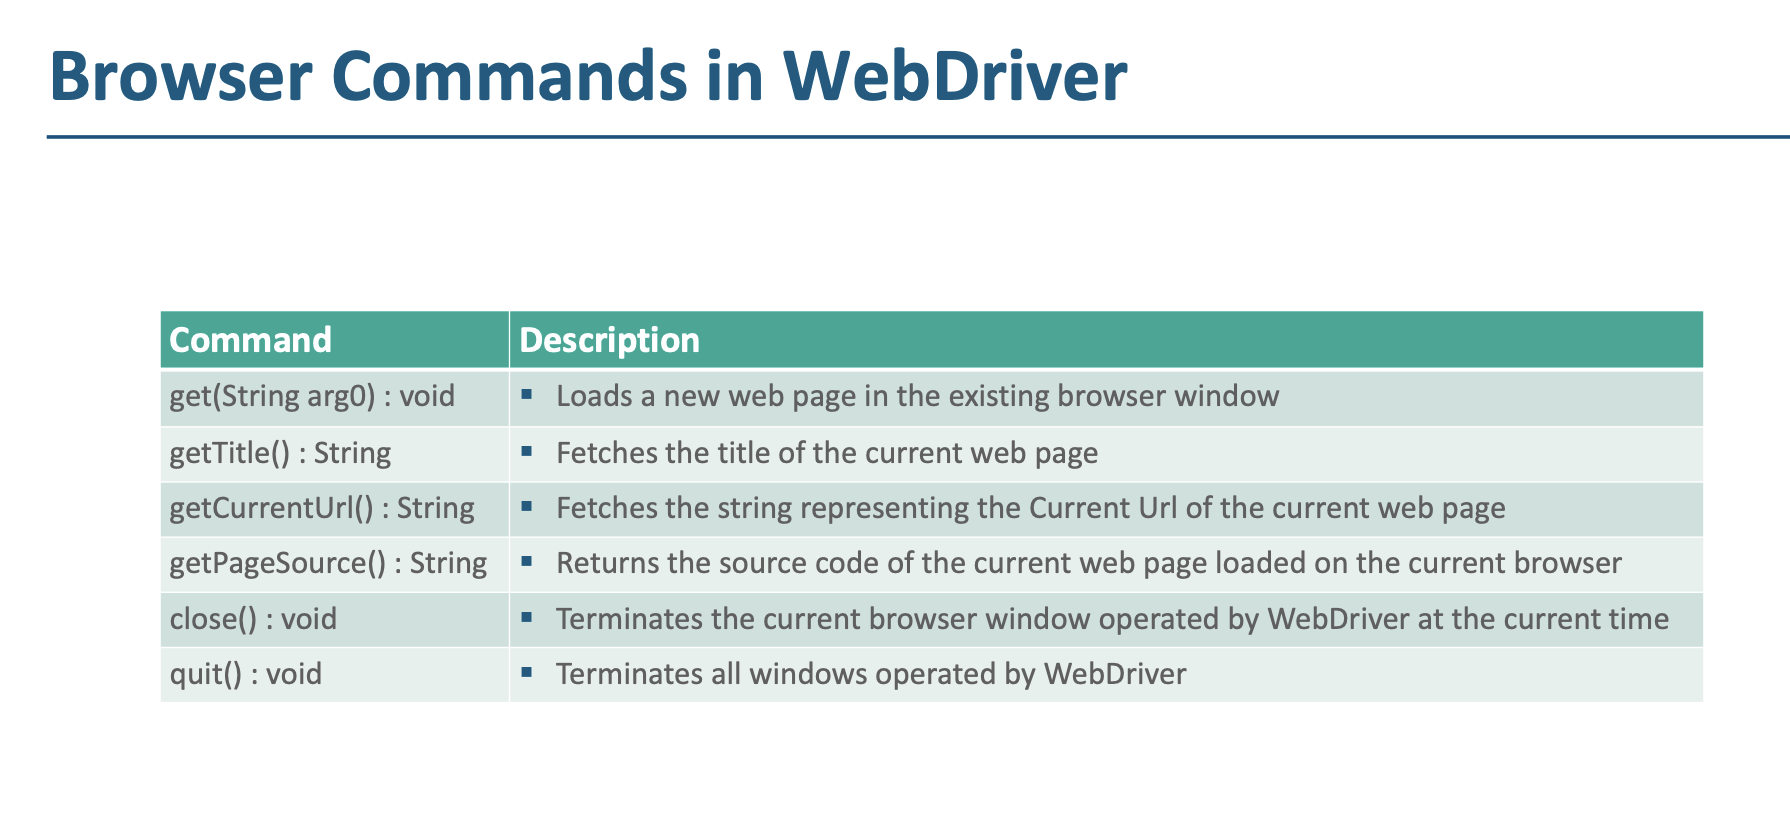 Browser Commands in WebDriver
Command Description
get(String arg0) : void ▪ Loads a new web page in the existing browser window
getTitle() : String ▪ Fetches the title of the current web page
getCurrentUrl() : String ▪ Fetches the string representing the Current Url of the current web page
getPageSource() : String ▪ Returns the source code of the current web page loaded on the current browser
close() : void ▪ Terminates the current browser window operated by WebDriver at the current time
quit() : void ▪ Terminates all windows operated by WebDriver